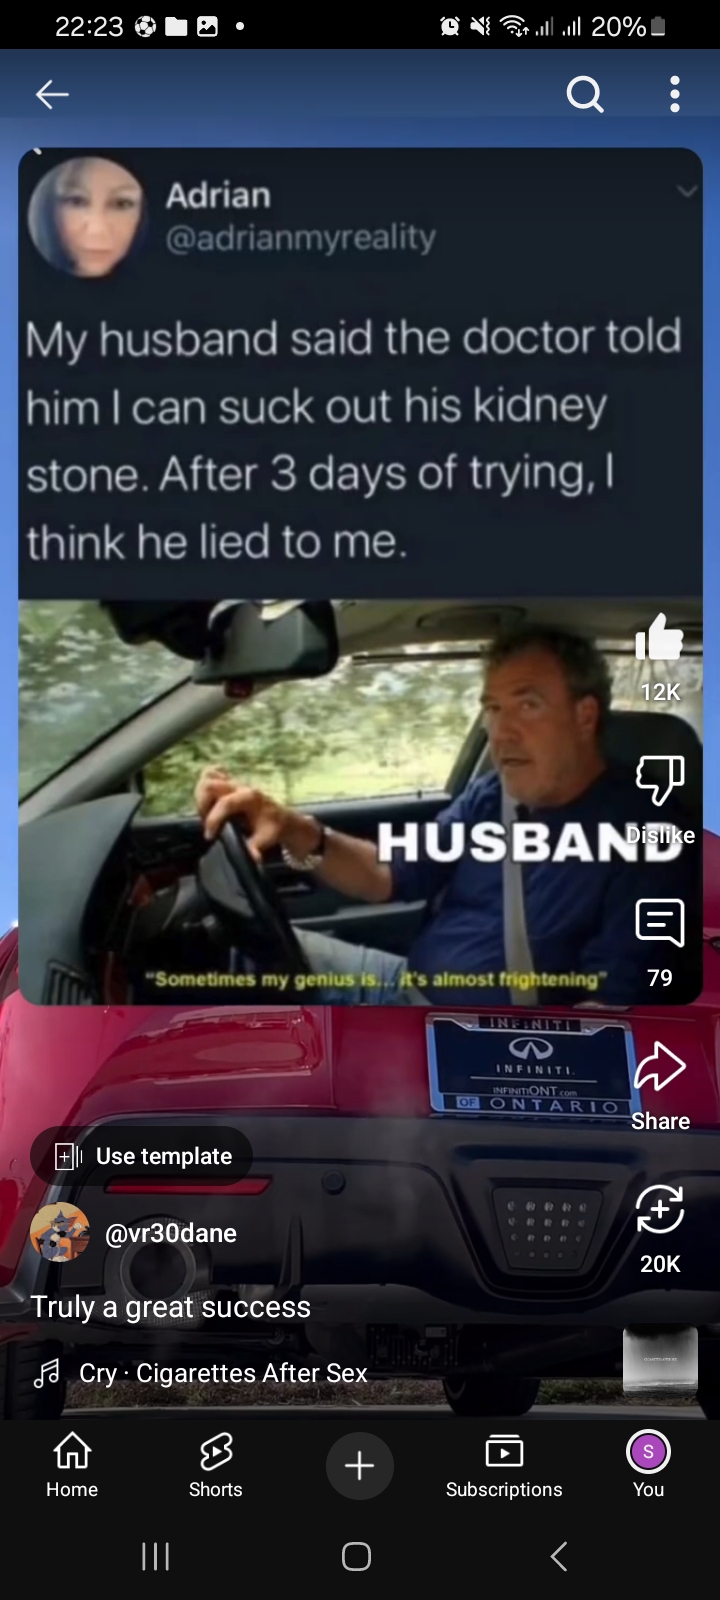 22:23
20%
Adrian
@adrianmyreality
My husband said the doctor told
him I can suck out his kidney
stone. After 3 days of trying, I
think he lied to me.
12K
Dislike
HUSBAND
"Sometimes my genius is... it's almost frightening"
79
INFINITI
INFINITI.
INFINITIONT.com
OF ONTARIO
Share
Use template
@vr30dane
20K
Truly a great success
Cry · Cigarettes After Sex
Home
Shorts
Subscriptions
S
You